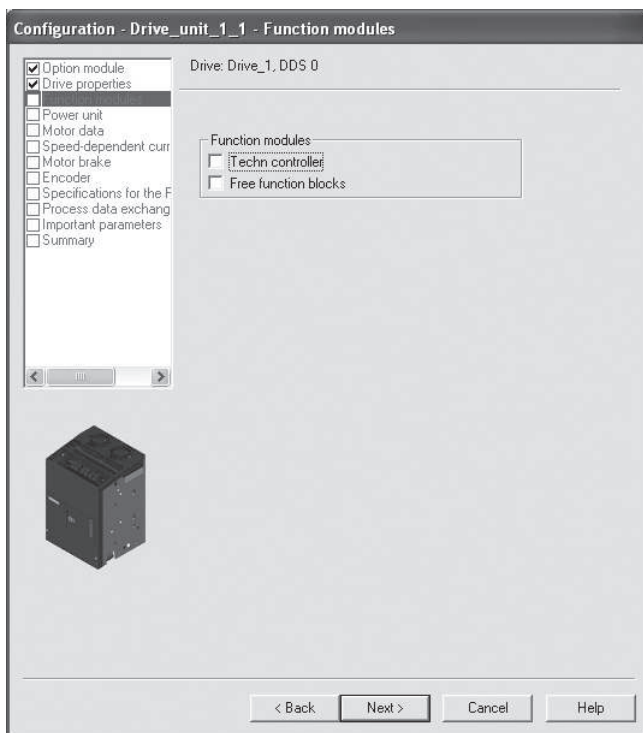 Configuration - Drive_unit_1_1 - Function modules
Option module
Drive properties
Function modules
Power unit
Motor data
Speed-dependent curr
Motor brake
Encoder
Specifications for the F
Process data exchang
Important parameters
Summary
Drive: Drive_1, DDS 0
Function modules
Techn controller
Free function blocks
< Back
Next >
Cancel
Help